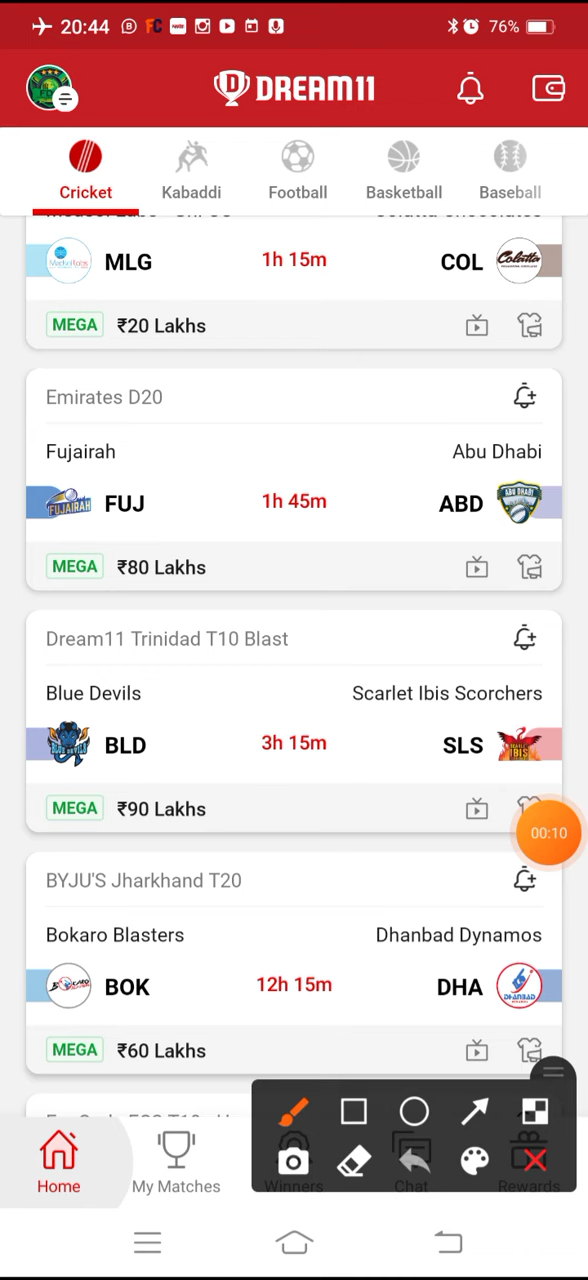 20:44
76%
DREAM11
Cricket Kabaddi Football Basketball Baseball
MLG 1h 15m COL
MEGA ₹20 Lakhs
Emirates D20
Fujairah Abu Dhabi
FUJ 1h 45m ABD
MEGA ₹80 Lakhs
Dream11 Trinidad T10 Blast
Blue Devils Scarlet Ibis Scorchers
BLD 3h 15m SLS
MEGA ₹90 Lakhs
00:10
BYJU'S Jharkhand T20
Bokaro Blasters Dhanbad Dynamos
BOK 12h 15m DHA
MEGA ₹60 Lakhs
Home My Matches Winners Chat Rewards